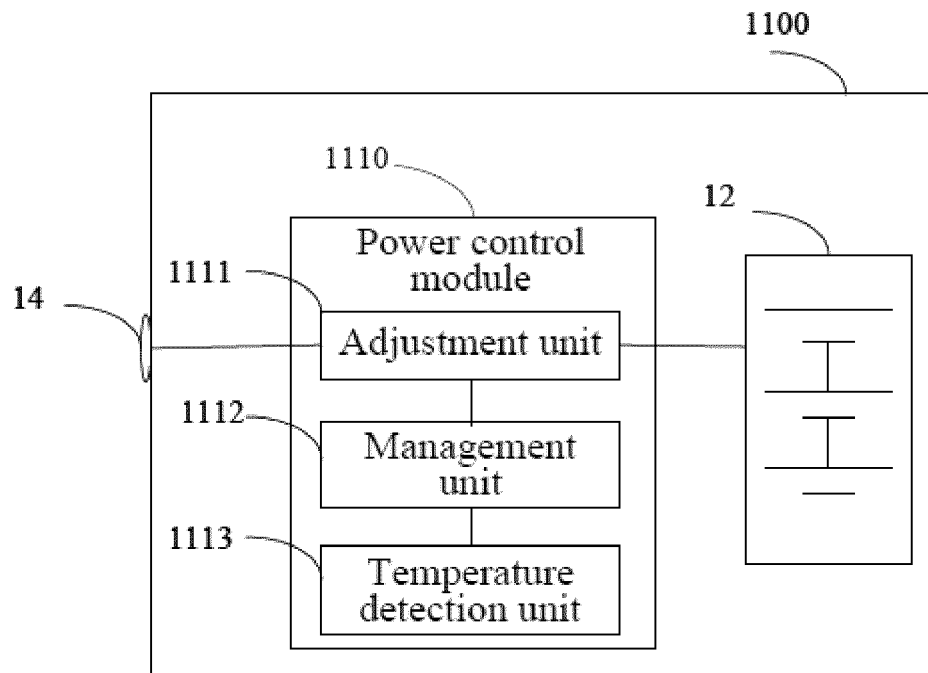 1100
1110
12
Power control
module
1111
14
Adjustment unit
1112
Management
unit
1113
Temperature
detection unit